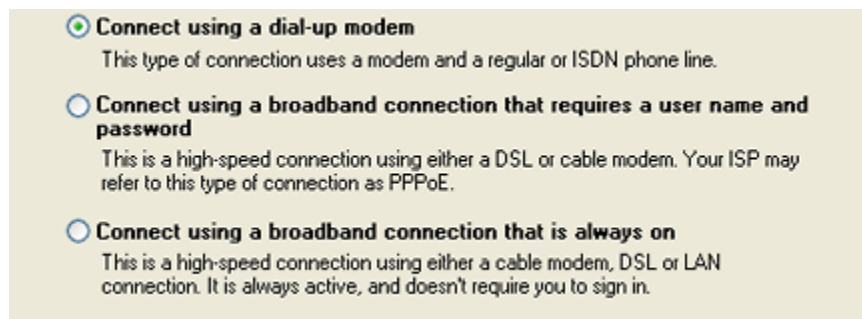 Connect using a dial-up modem
This type of connection uses a modem and a regular or ISDN phone line.
Connect using a broadband connection that requires a user name and
password
This is a high-speed connection using either a DSL or cable modem. Your ISP may
refer to this type of connection as PPPoE.
Connect using a broadband connection that is always on
This is a high-speed connection using either a cable modem, DSL or LAN
connection. It is always active, and doesn't require you to sign in.